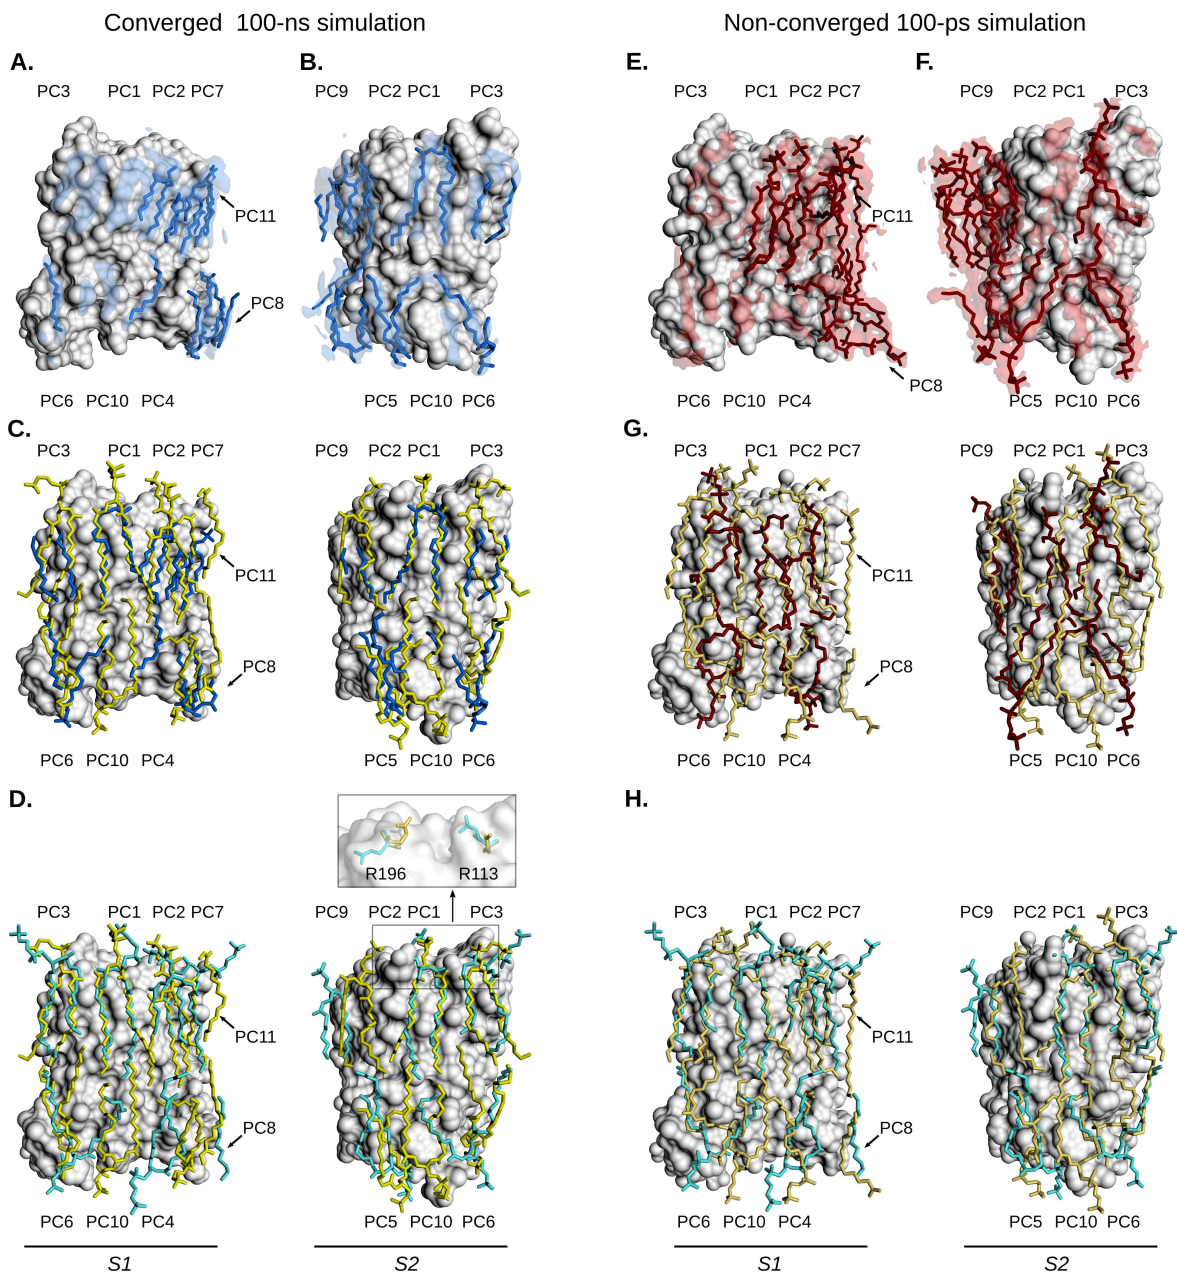 Converged 100-ns simulation
Non-converged 100-ps simulation
A. B. E. F.
PC3 PC1 PC2 PC7 PC9 PC2 PC1 PC3 PC3 PC1 PC2 PC7 PC9 PC2 PC1 PC3
PC11 PC11
PC8
PC8
PC6 PC10 PC4 PC5 PC10 PC6 PC6 PC10 PC4 PC5 PC10 PC6
C. G.
PC3 PC1 PC2 PC7 PC9 PC2 PC1 PC3 PC3 PC1 PC2 PC7 PC9 PC2 PC1 PC3
PC11 PC11
PC8 PC8
PC6 PC10 PC4 PC5 PC10 PC6 PC6 PC10 PC4 PC5 PC10 PC6
D. H.
R196 R113
PC3 PC1 PC2 PC7 PC9 PC2 PC1 PC3 PC3 PC1 PC2 PC7 PC9 PC2 PC1 PC3
PC11 PC11
PC8 PC8
PC6 PC10 PC4 PC5 PC10 PC6 PC6 PC10 PC4 PC5 PC10 PC6
S1 S2 S1 S2